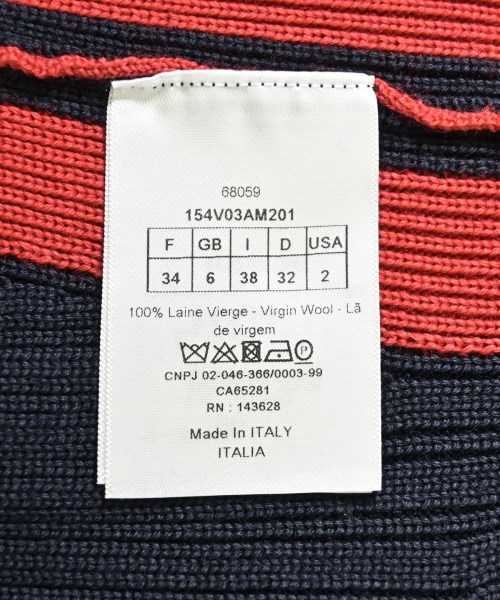 68059
154V03AM201
F GB I D USA
34 6 38 32 2
100% Laine Vierge - Virgin Wool - Lã
de virgem
P
CNPJ 02-046-366/0003-99
CA65281
RN : 143628
Made In ITALY
ITALIA